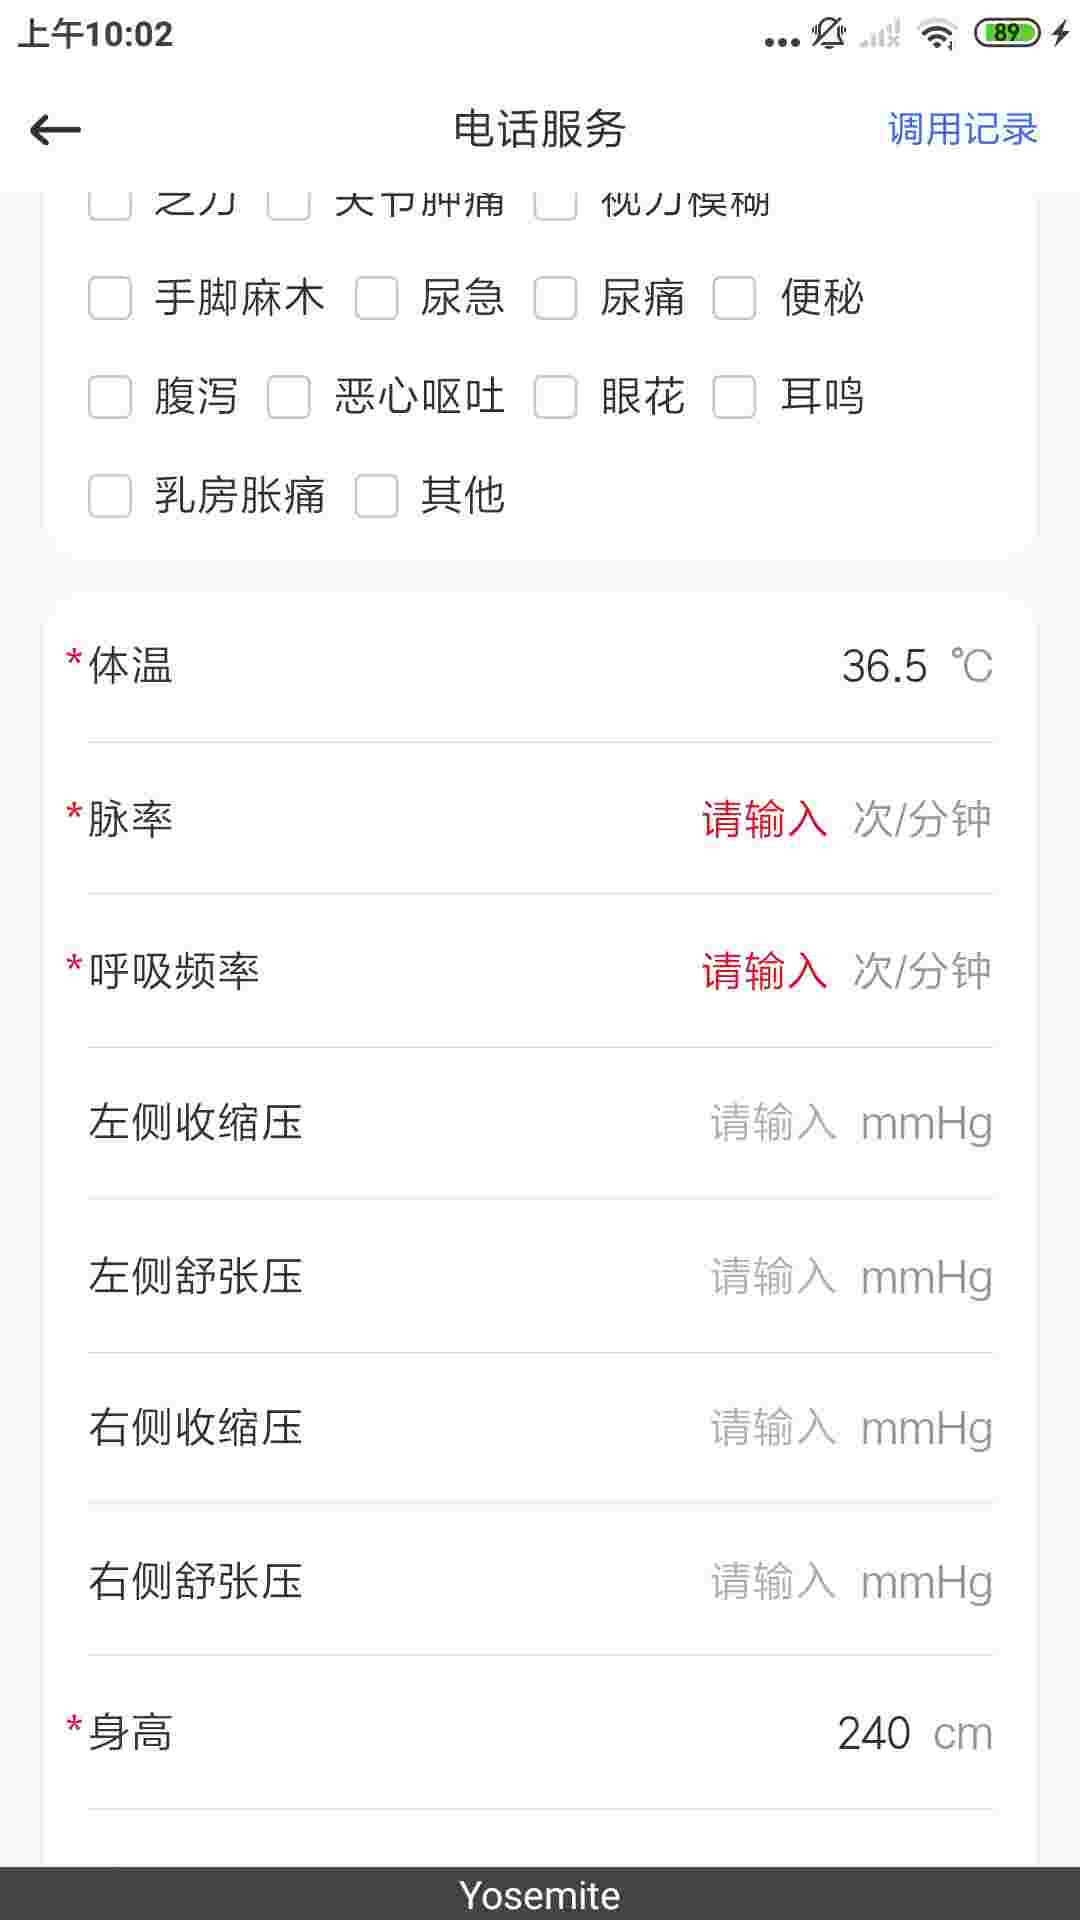 上午10:02 89
电话服务 调用记录
乏力 关节肿痛 视力模糊
手脚麻木 尿急 尿痛 便秘
腹泻 恶心呕吐 眼花 耳鸣
乳房胀痛 其他
*体温 36.5 ℃
*脉率 请输入 次/分钟
*呼吸频率 请输入 次/分钟
左侧收缩压 请输入 mmHg
左侧舒张压 请输入 mmHg
右侧收缩压 请输入 mmHg
右侧舒张压 请输入 mmHg
*身高 240 cm
Yosemite